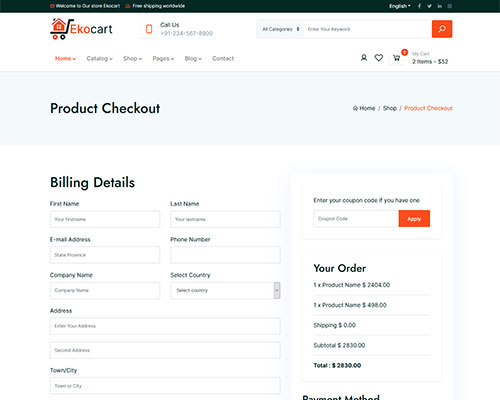 Welcome to Our store Ekocart
Free shipping worldwide
English
Ekocart
Call Us
+91-234-567-8900
All Categories
Enter Your Keyword
Home
Catalog
Shop
Pages
Blog
Contact
0
My Cart
2 Items - $52
Product Checkout
Home / Shop / Product Checkout
Billing Details
First Name
Last Name
Your firstname
Your lastname
E-mail Address
Phone Number
State Province
Company Name
Select Country
Company Name
Select country
Address
Enter Your Address
Second Address
Town/City
Town or City
Enter your coupon code if you have one
Coupon Code
Apply
Your Order
1 x Product Name $ 2404.00
1 x Product Name $ 498.00
Shipping $ 0.00
Subtotal $ 2830.00
Total : $ 2830.00
Payment Method